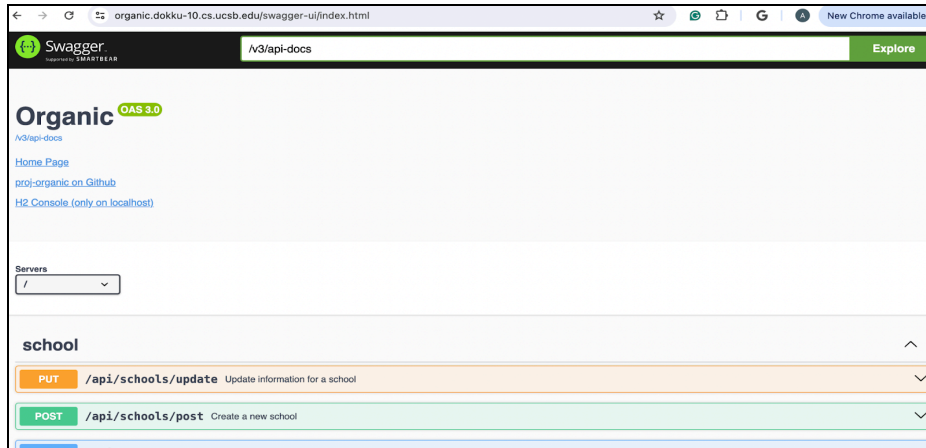 organic.dokku-10.cs.ucsb.edu/swagger-ui/index.html G A New Chrome available
Swagger. /v3/api-docs Explore
Supported by SMARTBEAR
Organic OAS 3.0
/v3/api-docs
Home Page
proj-organic on Github
H2 Console (only on localhost)
Servers
/
school
PUT /api/schools/update Update information for a school
POST /api/schools/post Create a new school